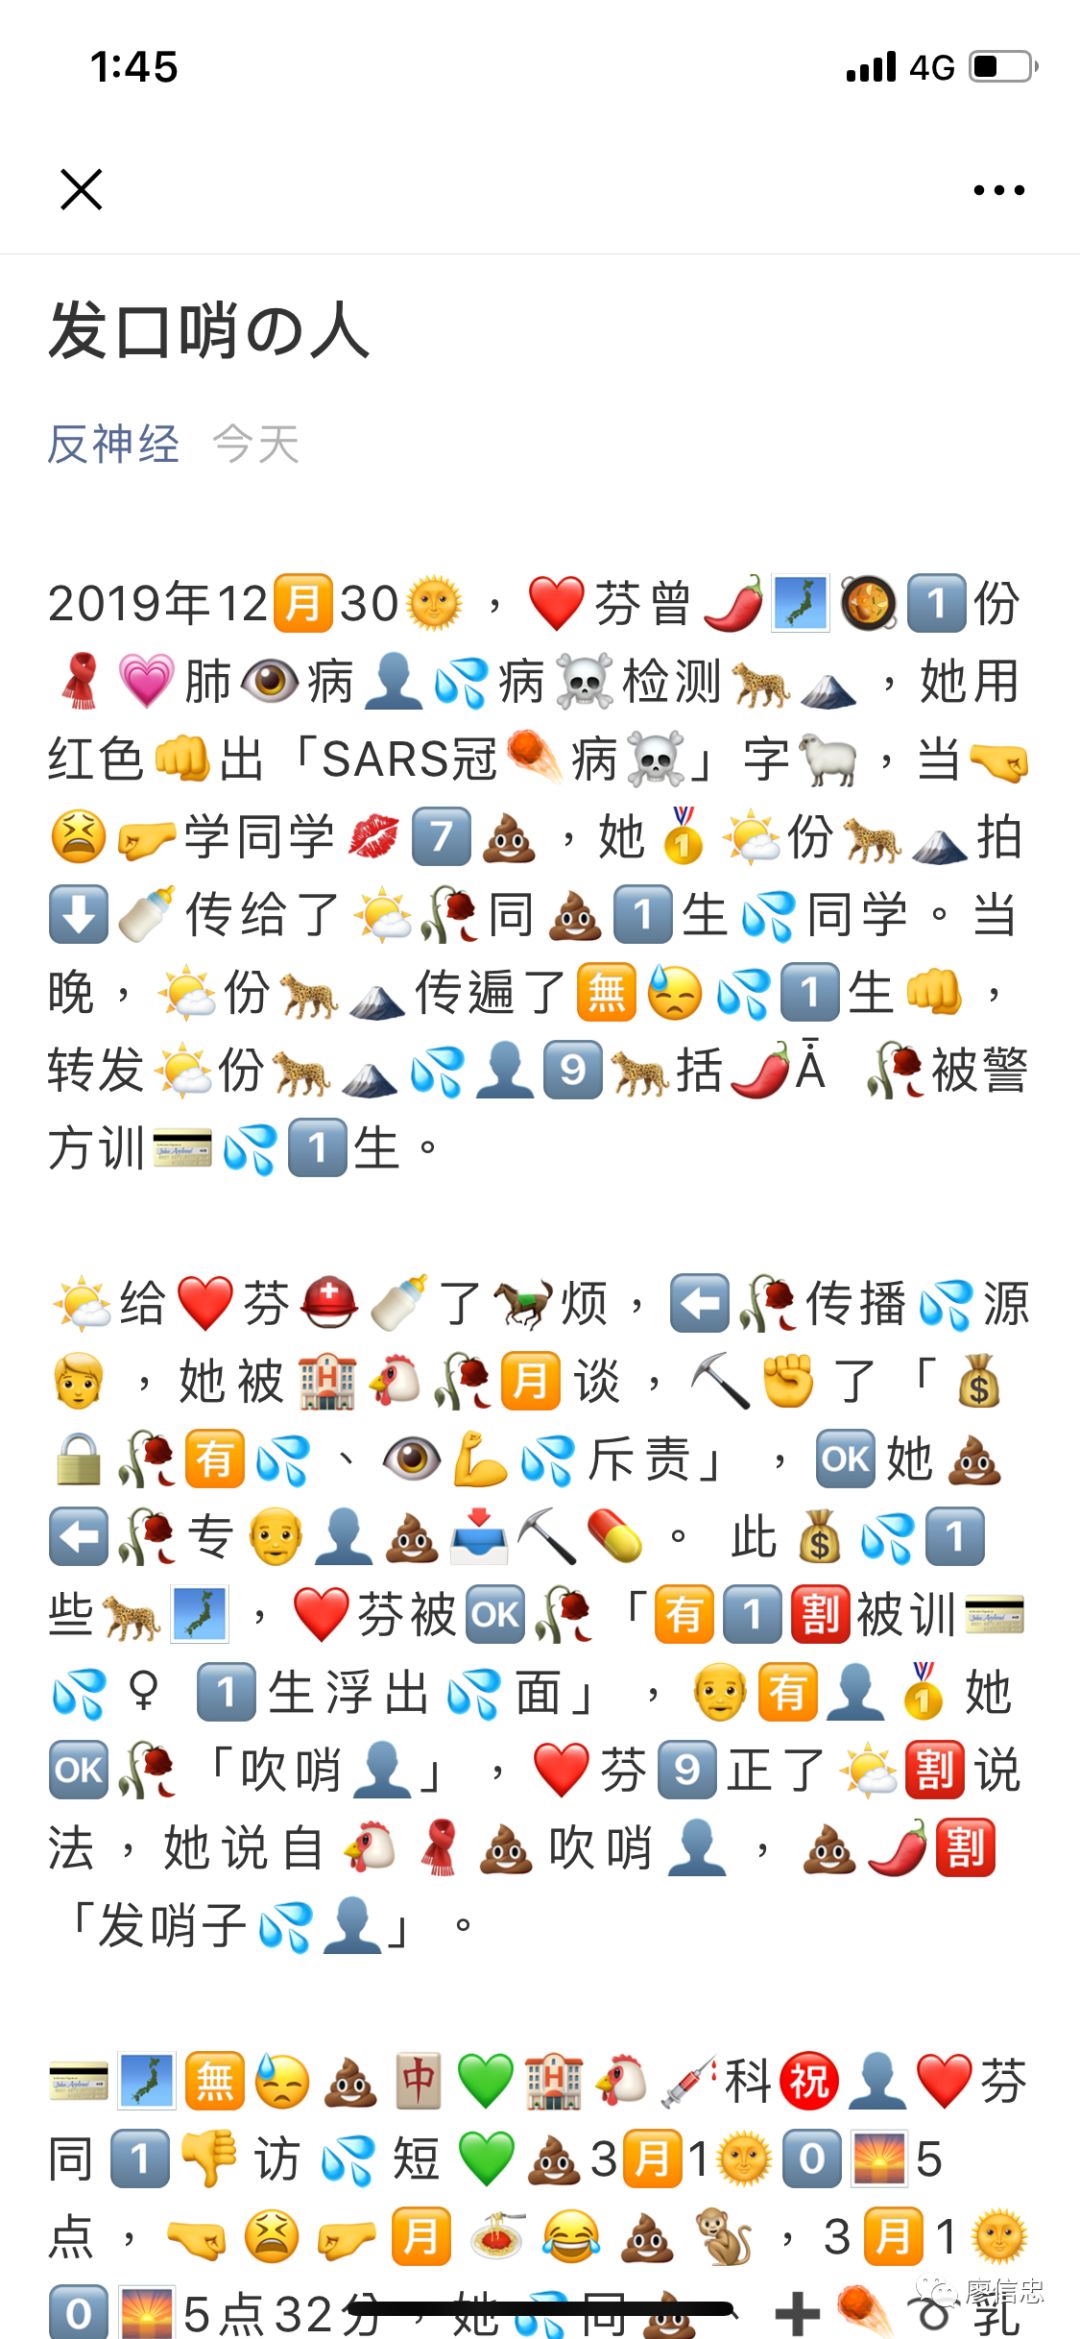 1:45
4G
发口哨の人
反神经 今天
2019年12🈷️30🌞，❤️芬曾🌶️🗾🥘1️⃣份
🧣💗肺👁️病👤💦病☠️检测🐆🗻，她用
红色👊出「SARS冠☄️病☠️」字🐑，当🤜
😫🤛学同学💋7️⃣💩，她🥇🌤️份🐆🗻拍
⬇️🍼传给了🌤️🥀同💩1️⃣生💦同学。当
晚，🌤️份🐆🗻传遍了🈚️😓💦1️⃣生👊，
转发🌤️份🐆🗻💦👤9️⃣🐆括🌶️Ǡ 🥀被警
方训💳💦1️⃣生。
🌤️给❤️芬⛑️🍼了🐎烦，⬅️🥀传播💦源
🧑，她被🏨🐔🥀🈷️谈，⛏️✊了「💰
🔒🥀🈶💦、👁️💪💦斥责」，🆗她💩
⬅️🥀专👴👤💩📥⛏️💊。此💰💦1️⃣
些🐆🗾，❤️芬被🆗🥀「🈶1️⃣🈹被训💳
💦♀ 1️⃣生浮出💦面」，👴🈶👤🥇她
🆗🥀「吹哨👤」，❤️芬9️⃣正了🌤️🈹说
法，她说自🐔🧣💩吹哨👤，💩🌶️🈹
「发哨子💦👤」。
💳🗾🈚️😓💩🀄💚🏨🐔💉科㊗️👤❤️芬
同1️⃣👎访💦短💚💩3🈷️1🌞0️⃣🌅5
点，🤜😫🤛🈷️🍝😂💩🐒，3🈷️1🌞
0️⃣🌅5点32分，她💦同💩、➕☄️➰乳
廖信忠